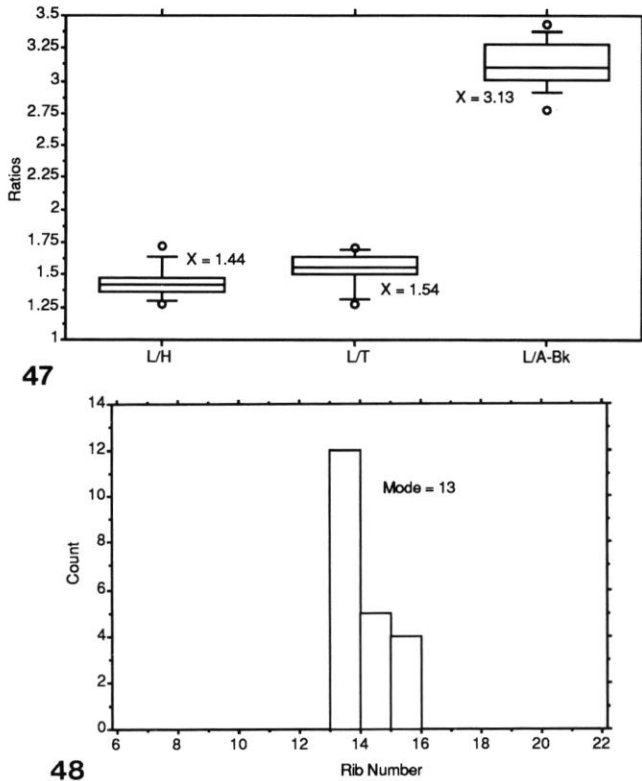 3.5
3.25
3
2.75
2.5
2.25
2
1.75
1.5
1.25
1
Ratios
X = 1.44
X = 1.54
X = 3.13
L/H L/T L/A-Bk
47
14
12
10
8
6
4
2
0
Count
Mode = 13
6 8 10 12 14 16 18 20 22
Rib Number
48